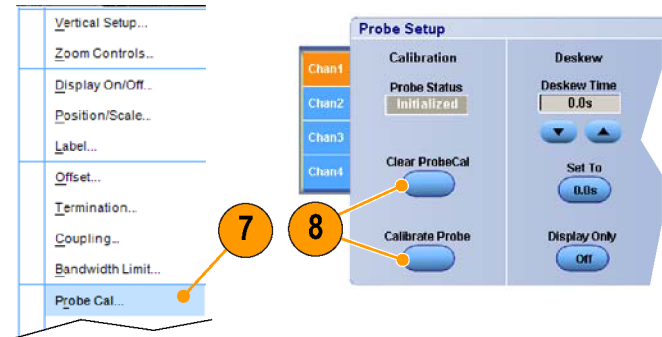 Vertical Setup...
Zoom Controls...
Display On/Off...
Position/Scale...
Label...
Offset...
Termination...
Coupling...
Bandwidth Limit...
Probe Cal...
7
8
Probe Setup
Chan1
Chan2
Chan3
Chan4
Calibration
Probe Status
Initialized
Clear ProbeCal
Calibrate Probe
Deskew
Deskew Time
0.0s
Set To
0.0s
Display Only
Off